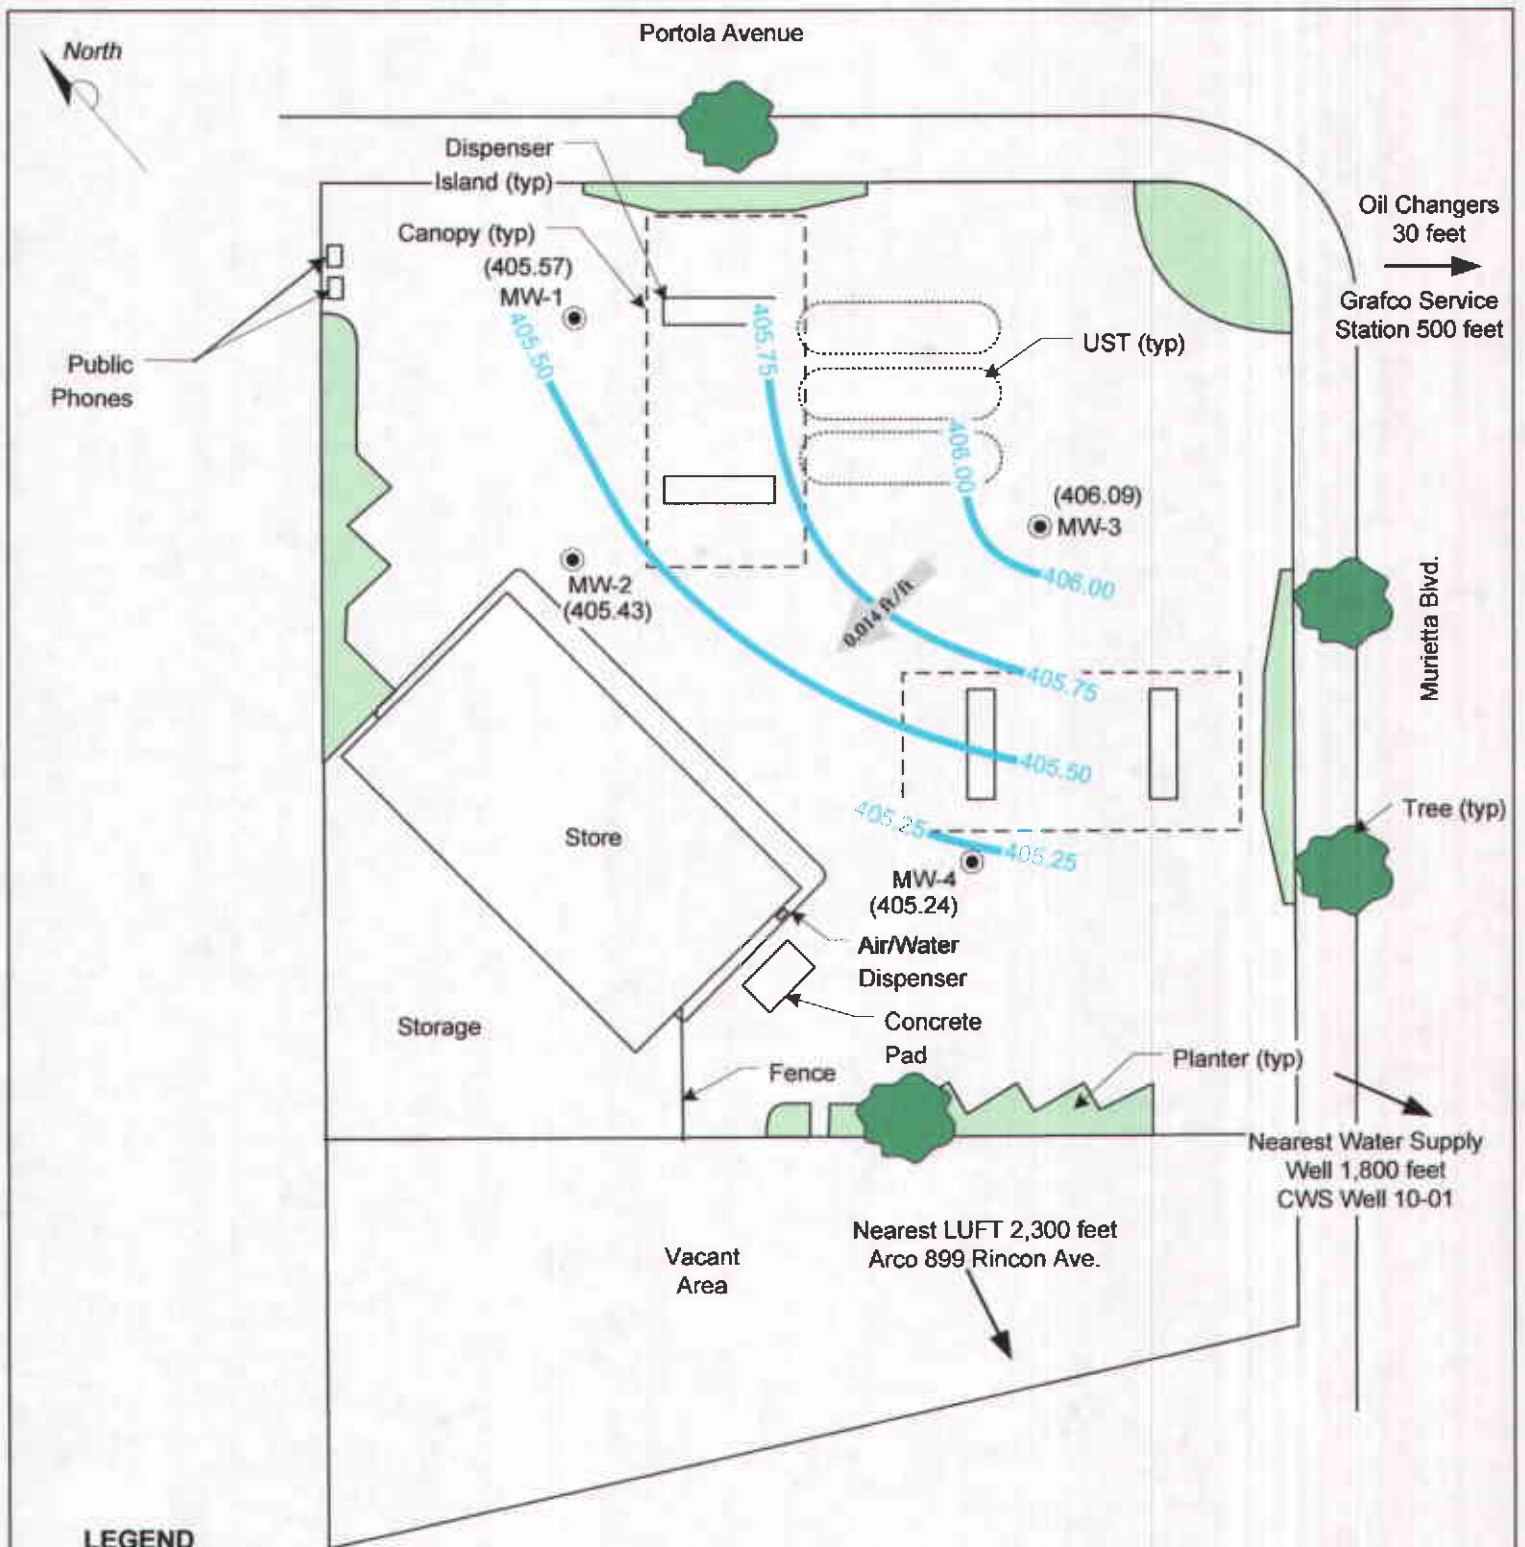 Portola Avenue
North
Dispenser
Island (typ)
Canopy (typ)
(405.57)
MW-1
405.50
405.75
UST (typ)
Oil Changers
30 feet
Grafco Service
Station 500 feet
Public
Phones
406.00
(406.09)
MW-3
406.00
MW-2
(405.43)
0.014 ft/ft
Murietta Blvd.
405.75
405.50
405.25
405.25
Tree (typ)
Store
MW-4
(405.24)
Air/Water
Dispenser
Concrete
Pad
Storage
Fence
Planter (typ)
Nearest Water Supply
Well 1,800 feet
CWS Well 10-01
Nearest LUFT 2,300 feet
Arco 899 Rincon Ave.
Vacant
Area
LEGEND